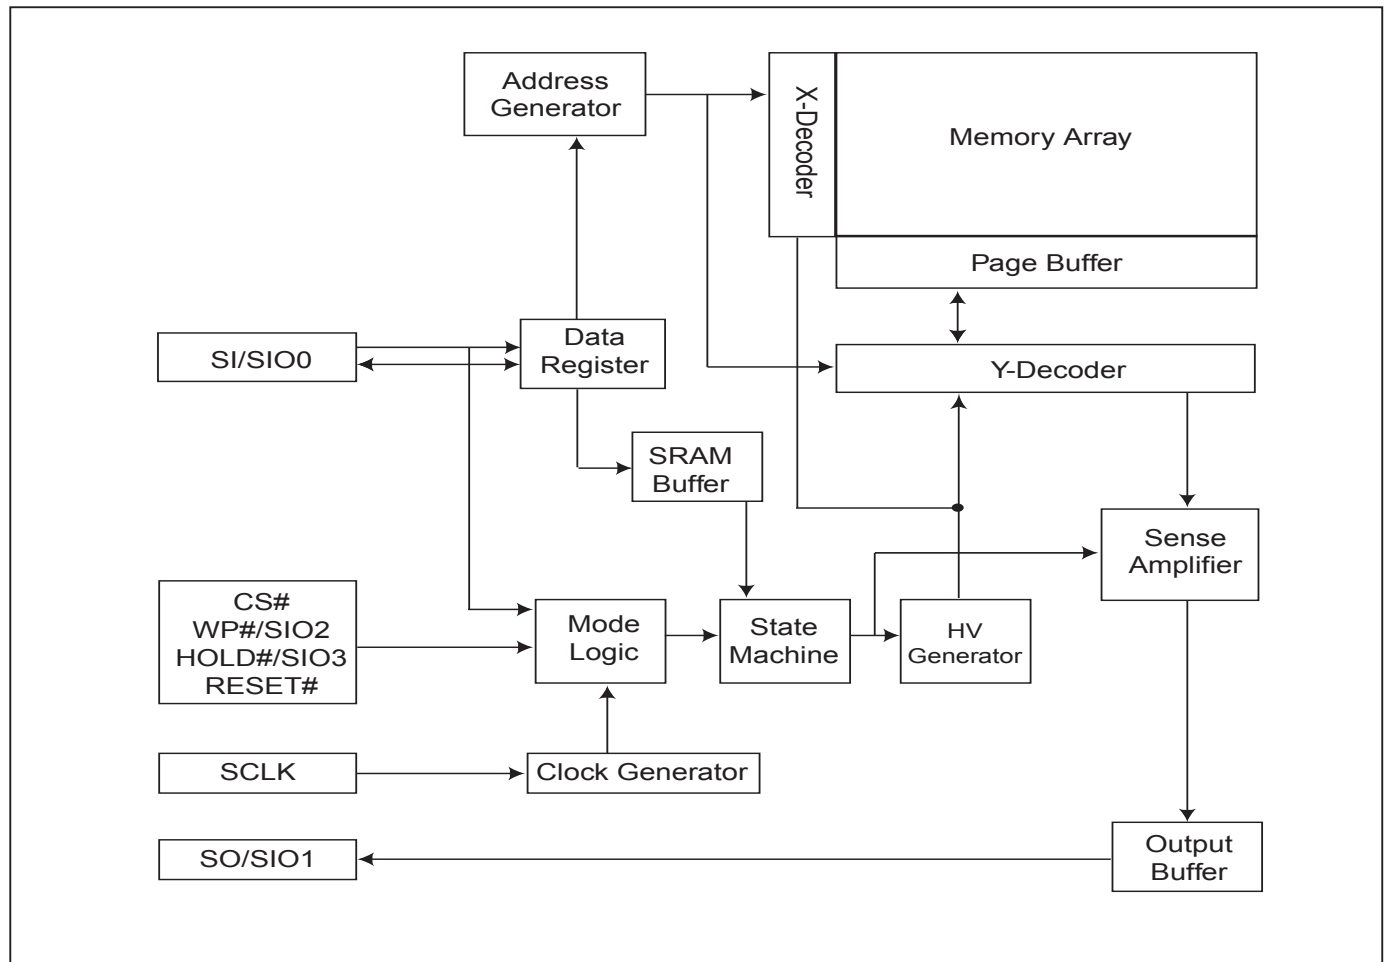 Address
Generator
X-Decoder
Memory Array
Page Buffer
SI/SIO0
Data
Register
Y-Decoder
SRAM
Buffer
Sense
Amplifier
CS#
WP#/SIO2
HOLD#/SIO3
RESET#
Mode
Logic
State
Machine
HV
Generator
SCLK
Clock Generator
SO/SIO1
Output
Buffer